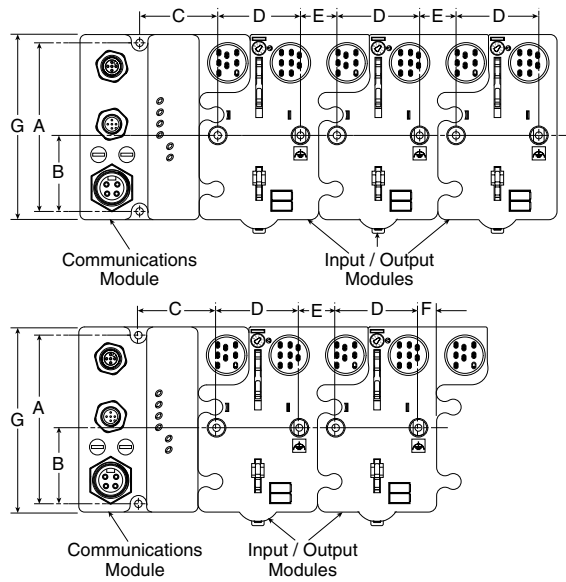 C D E D E D
G A
B
Communications
Module
Input / Output
Modules
C D E D F
G A
B
Communications
Module
Input / Output
Modules